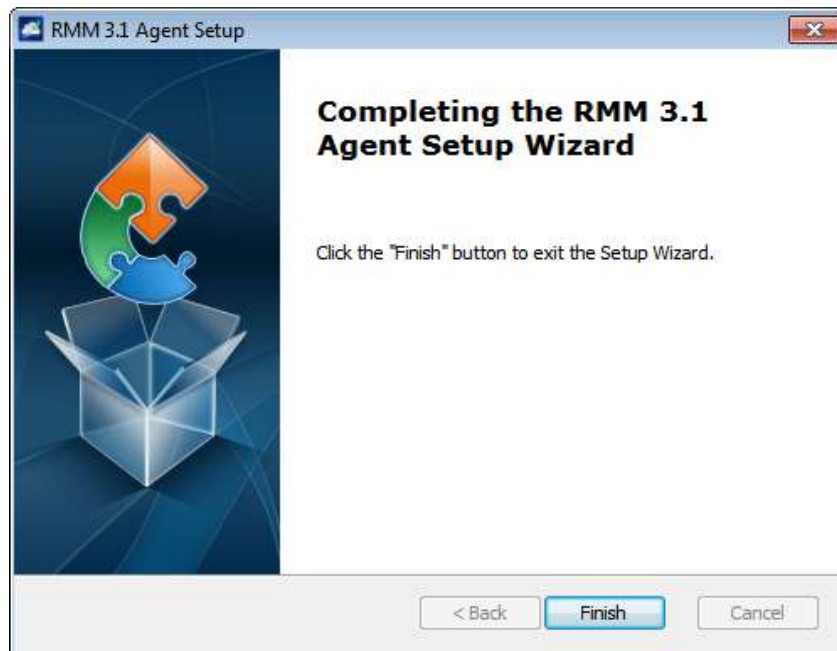 RMM 3.1 Agent Setup
Completing the RMM 3.1
Agent Setup Wizard
Click the "Finish" button to exit the Setup Wizard.
< Back
Finish
Cancel